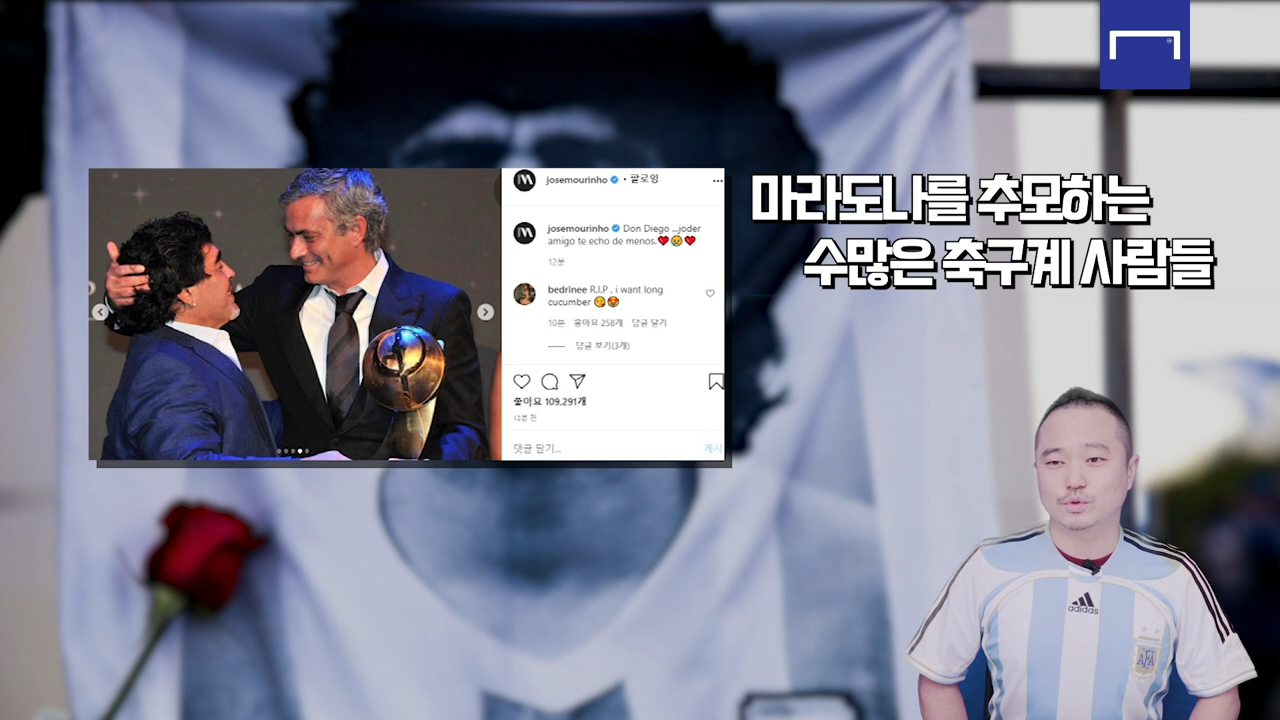 마라도나를 추모하는
수많은 축구계 사람들
josemourinho • 팔로잉
josemourinho Don Diego ...joder
amigo te echo de menos.❤️😢❤️
12분
bedrinee R.I.P . i want long
cucumber 😘🥵
10분 좋아요 258개 답글 달기
답글 보기(3개)
좋아요 109,291개
12분 전
댓글 달기...
게시
adidas
AFA